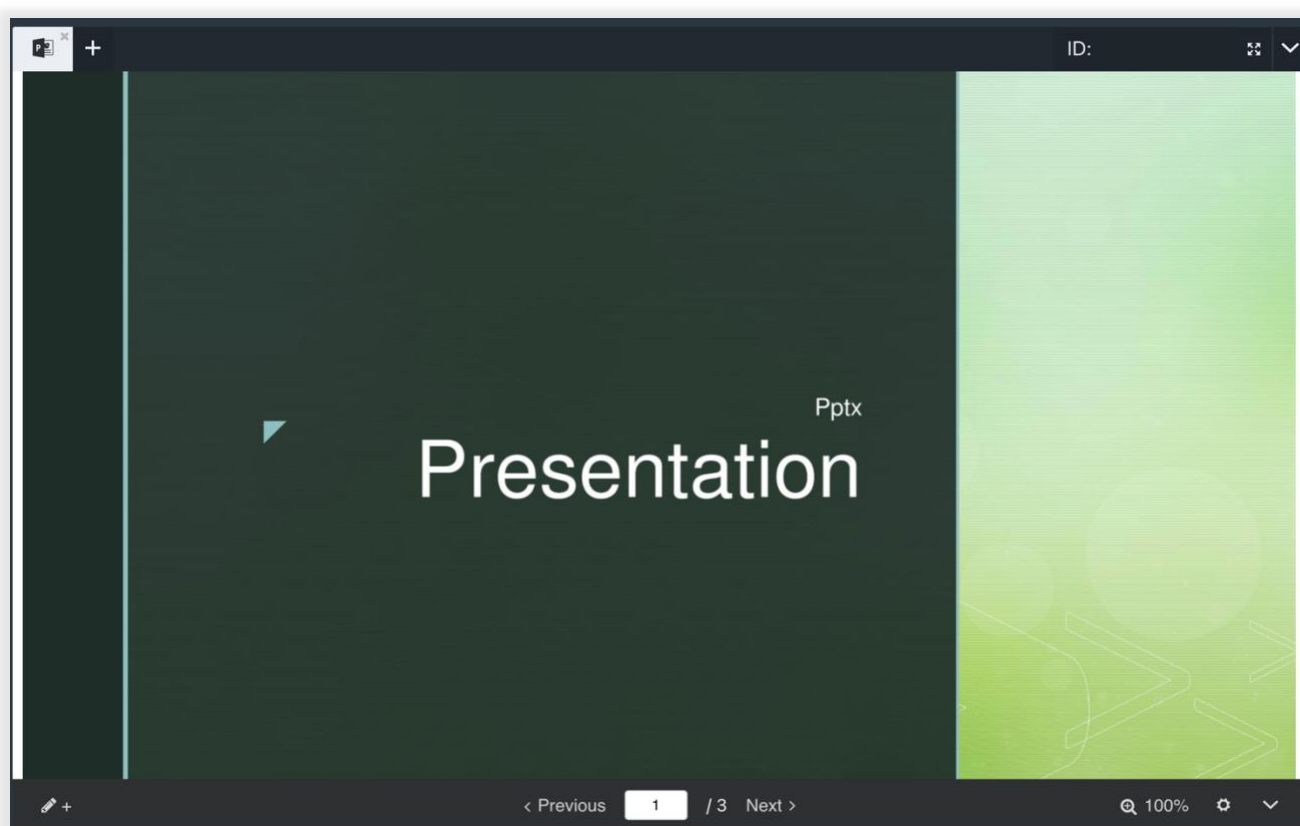 ID:
Pptx
Presentation
< Previous 1 / 3 Next >
100%